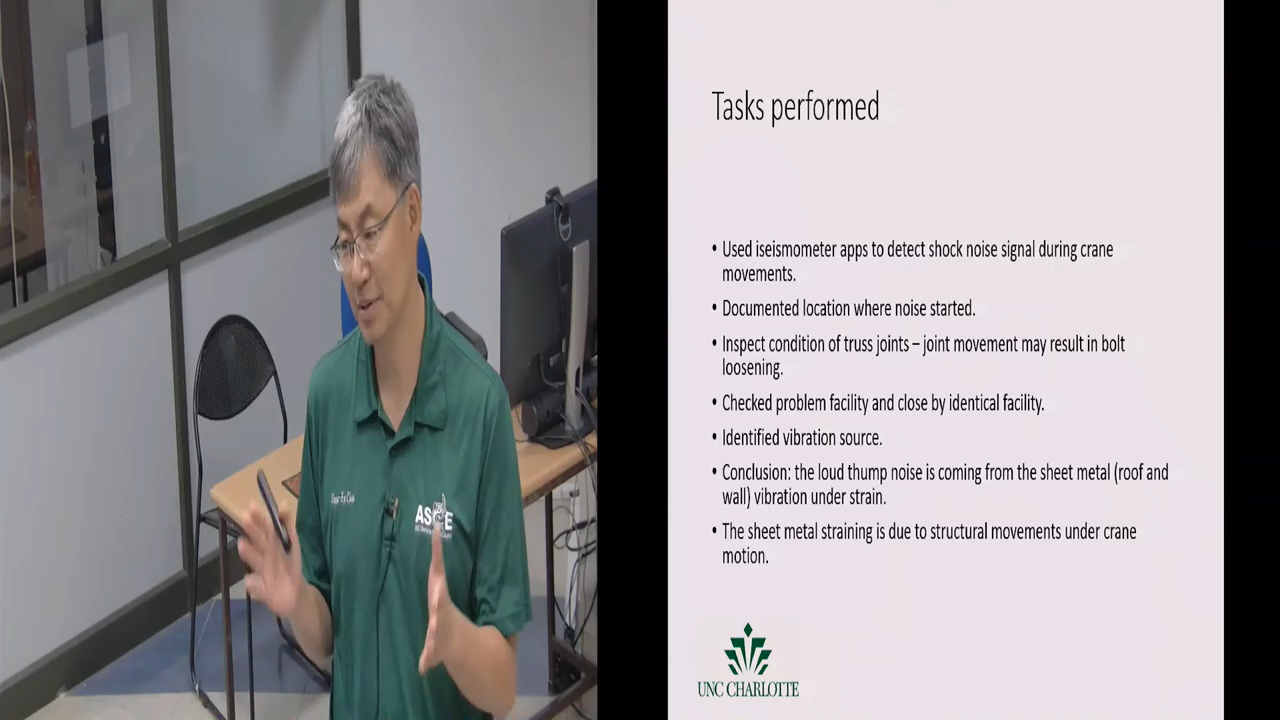 Tasks performed
• Used iseismometer apps to detect shock noise signal during crane
movements.
• Documented location where noise started.
• Inspect condition of truss joints – joint movement may result in bolt
loosening.
• Checked problem facility and close by identical facility.
• Identified vibration source.
• Conclusion: the loud thump noise is coming from the sheet metal (roof and
wall) vibration under strain.
• The sheet metal straining is due to structural movements under crane
motion.
UNC CHARLOTTE